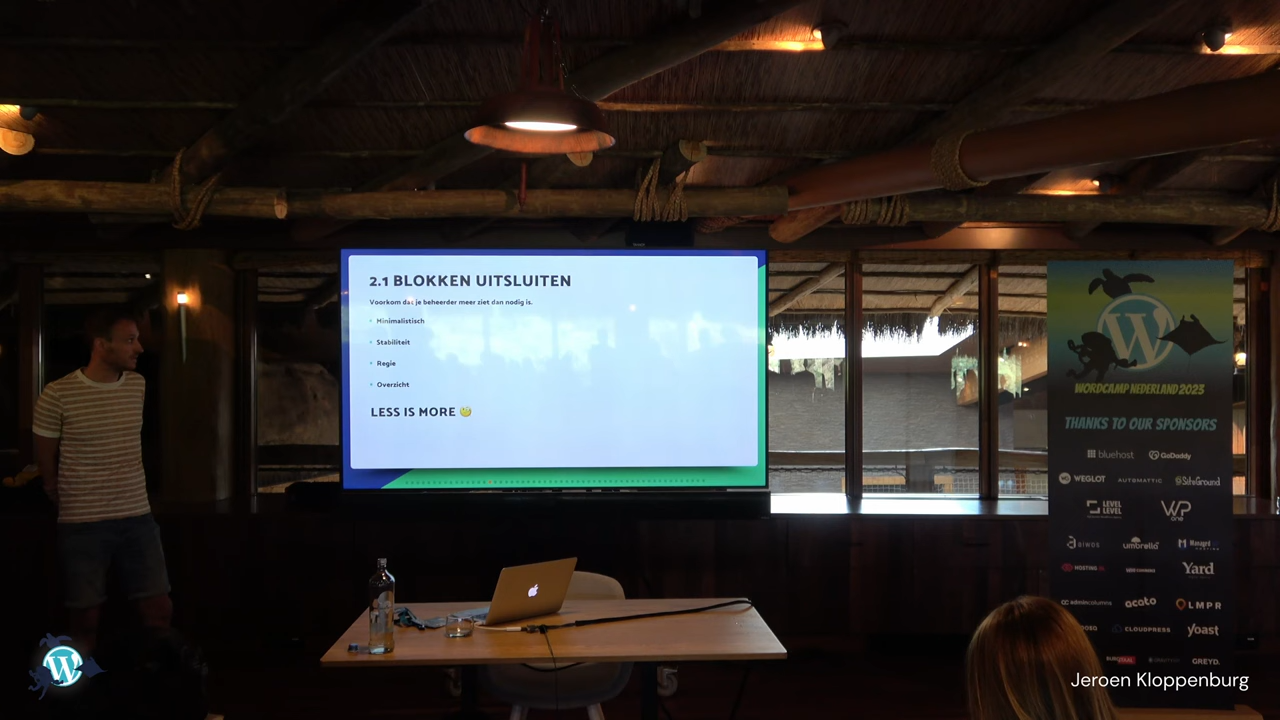 2.1 BLOKKEN UITSLUITEN
Voorkom dat je beheerder meer ziet dan nodig is.
Minimalistisch
Stabiliteit
Regie
Overzicht
LESS IS MORE
WORDCAMP NEDERLAND 2023
THANKS TO OUR SPONSORS
bluehost GoDaddy
WEGLOT AUTOMATTIC SiteGround
LEVEL LEVEL WP one
umbrella
Yard
admincolumns acato LMPR
CLOUDPRESS yoast
GREYD.
Jeroen Kloppenburg